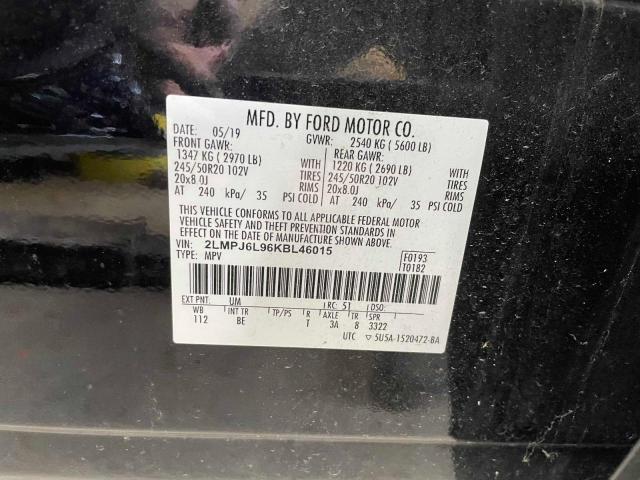 MFD. BY FORD MOTOR CO.
DATE: 05/19 GVWR: 2540 KG ( 5600 LB)
FRONT GAWR: REAR GAWR:
1347 KG ( 2970 LB) WITH 1220 KG ( 2690 LB) WITH
245/50R20 102V TIRES 245/50R20 102V TIRES
20x8.0J RIMS 20x8.0J RIMS
AT 240 kPa/ 35 PSI COLD AT 240 kPa/ 35 PSI COLD
THIS VEHICLE CONFORMS TO ALL APPLICABLE FEDERAL MOTOR
VEHICLE SAFETY AND THEFT PREVENTION STANDARDS IN
EFFECT ON THE DATE OF MANUFACTURE SHOWN ABOVE.
VIN: 2LMPJ6L96KBL46015 F0193
TYPE: MPV T0182
EXT PNT: UM RC: 51 DSO:
WB INT TR TP/PS R AXLE TR SPR
112 BE T 3A 8 3322
UTC ▽ 5U5A-1520472-BA